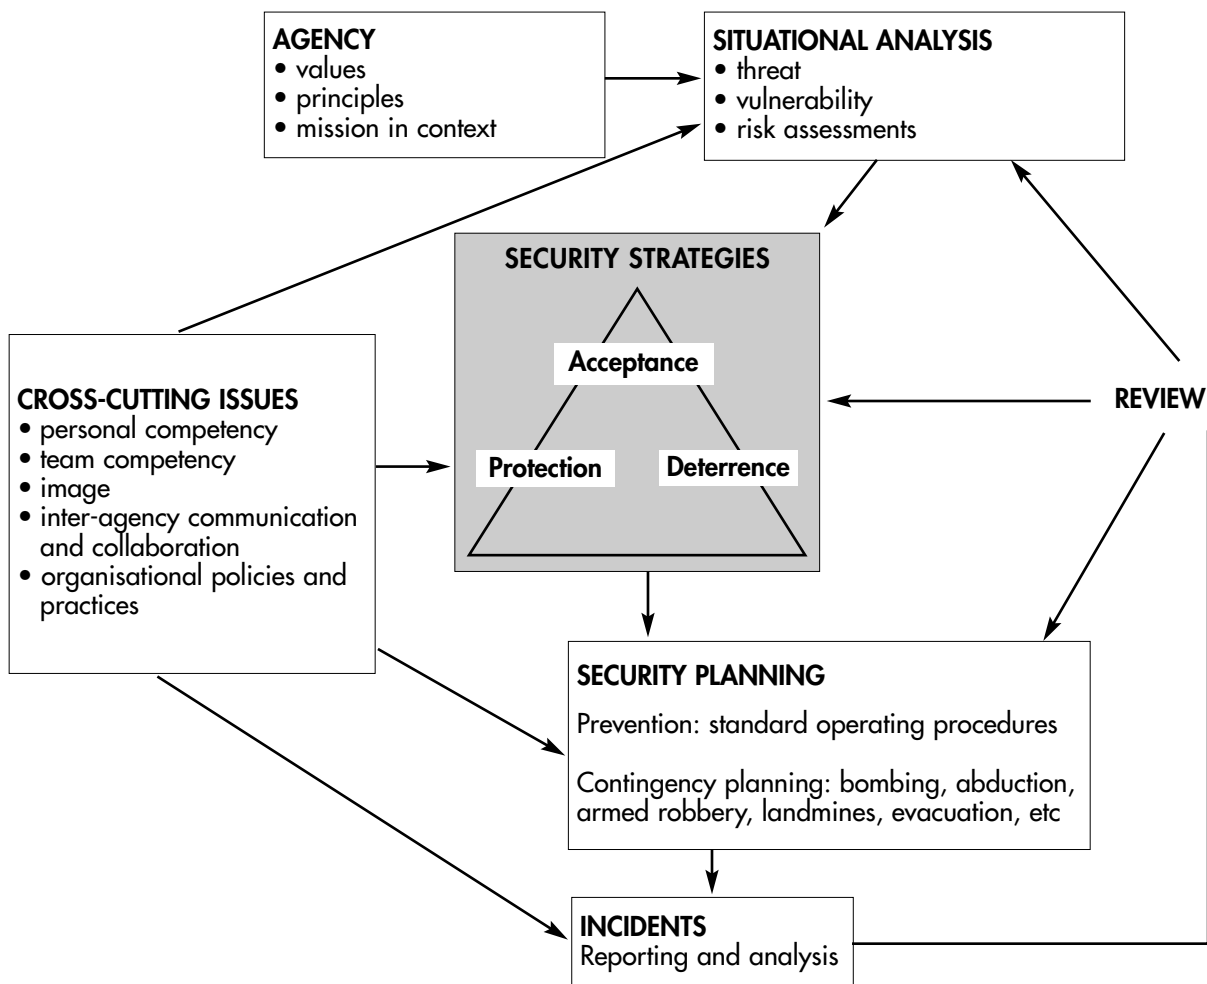 AGENCY
• values
• principles
• mission in context
SITUATIONAL ANALYSIS
• threat
• vulnerability
• risk assessments
SECURITY STRATEGIES
Acceptance
Protection
Deterrence
CROSS-CUTTING ISSUES
• personal competency
• team competency
• image
• inter-agency communication
and collaboration
• organisational policies and
practices
REVIEW
SECURITY PLANNING
Prevention: standard operating procedures
Contingency planning: bombing, abduction,
armed robbery, landmines, evacuation, etc
INCIDENTS
Reporting and analysis